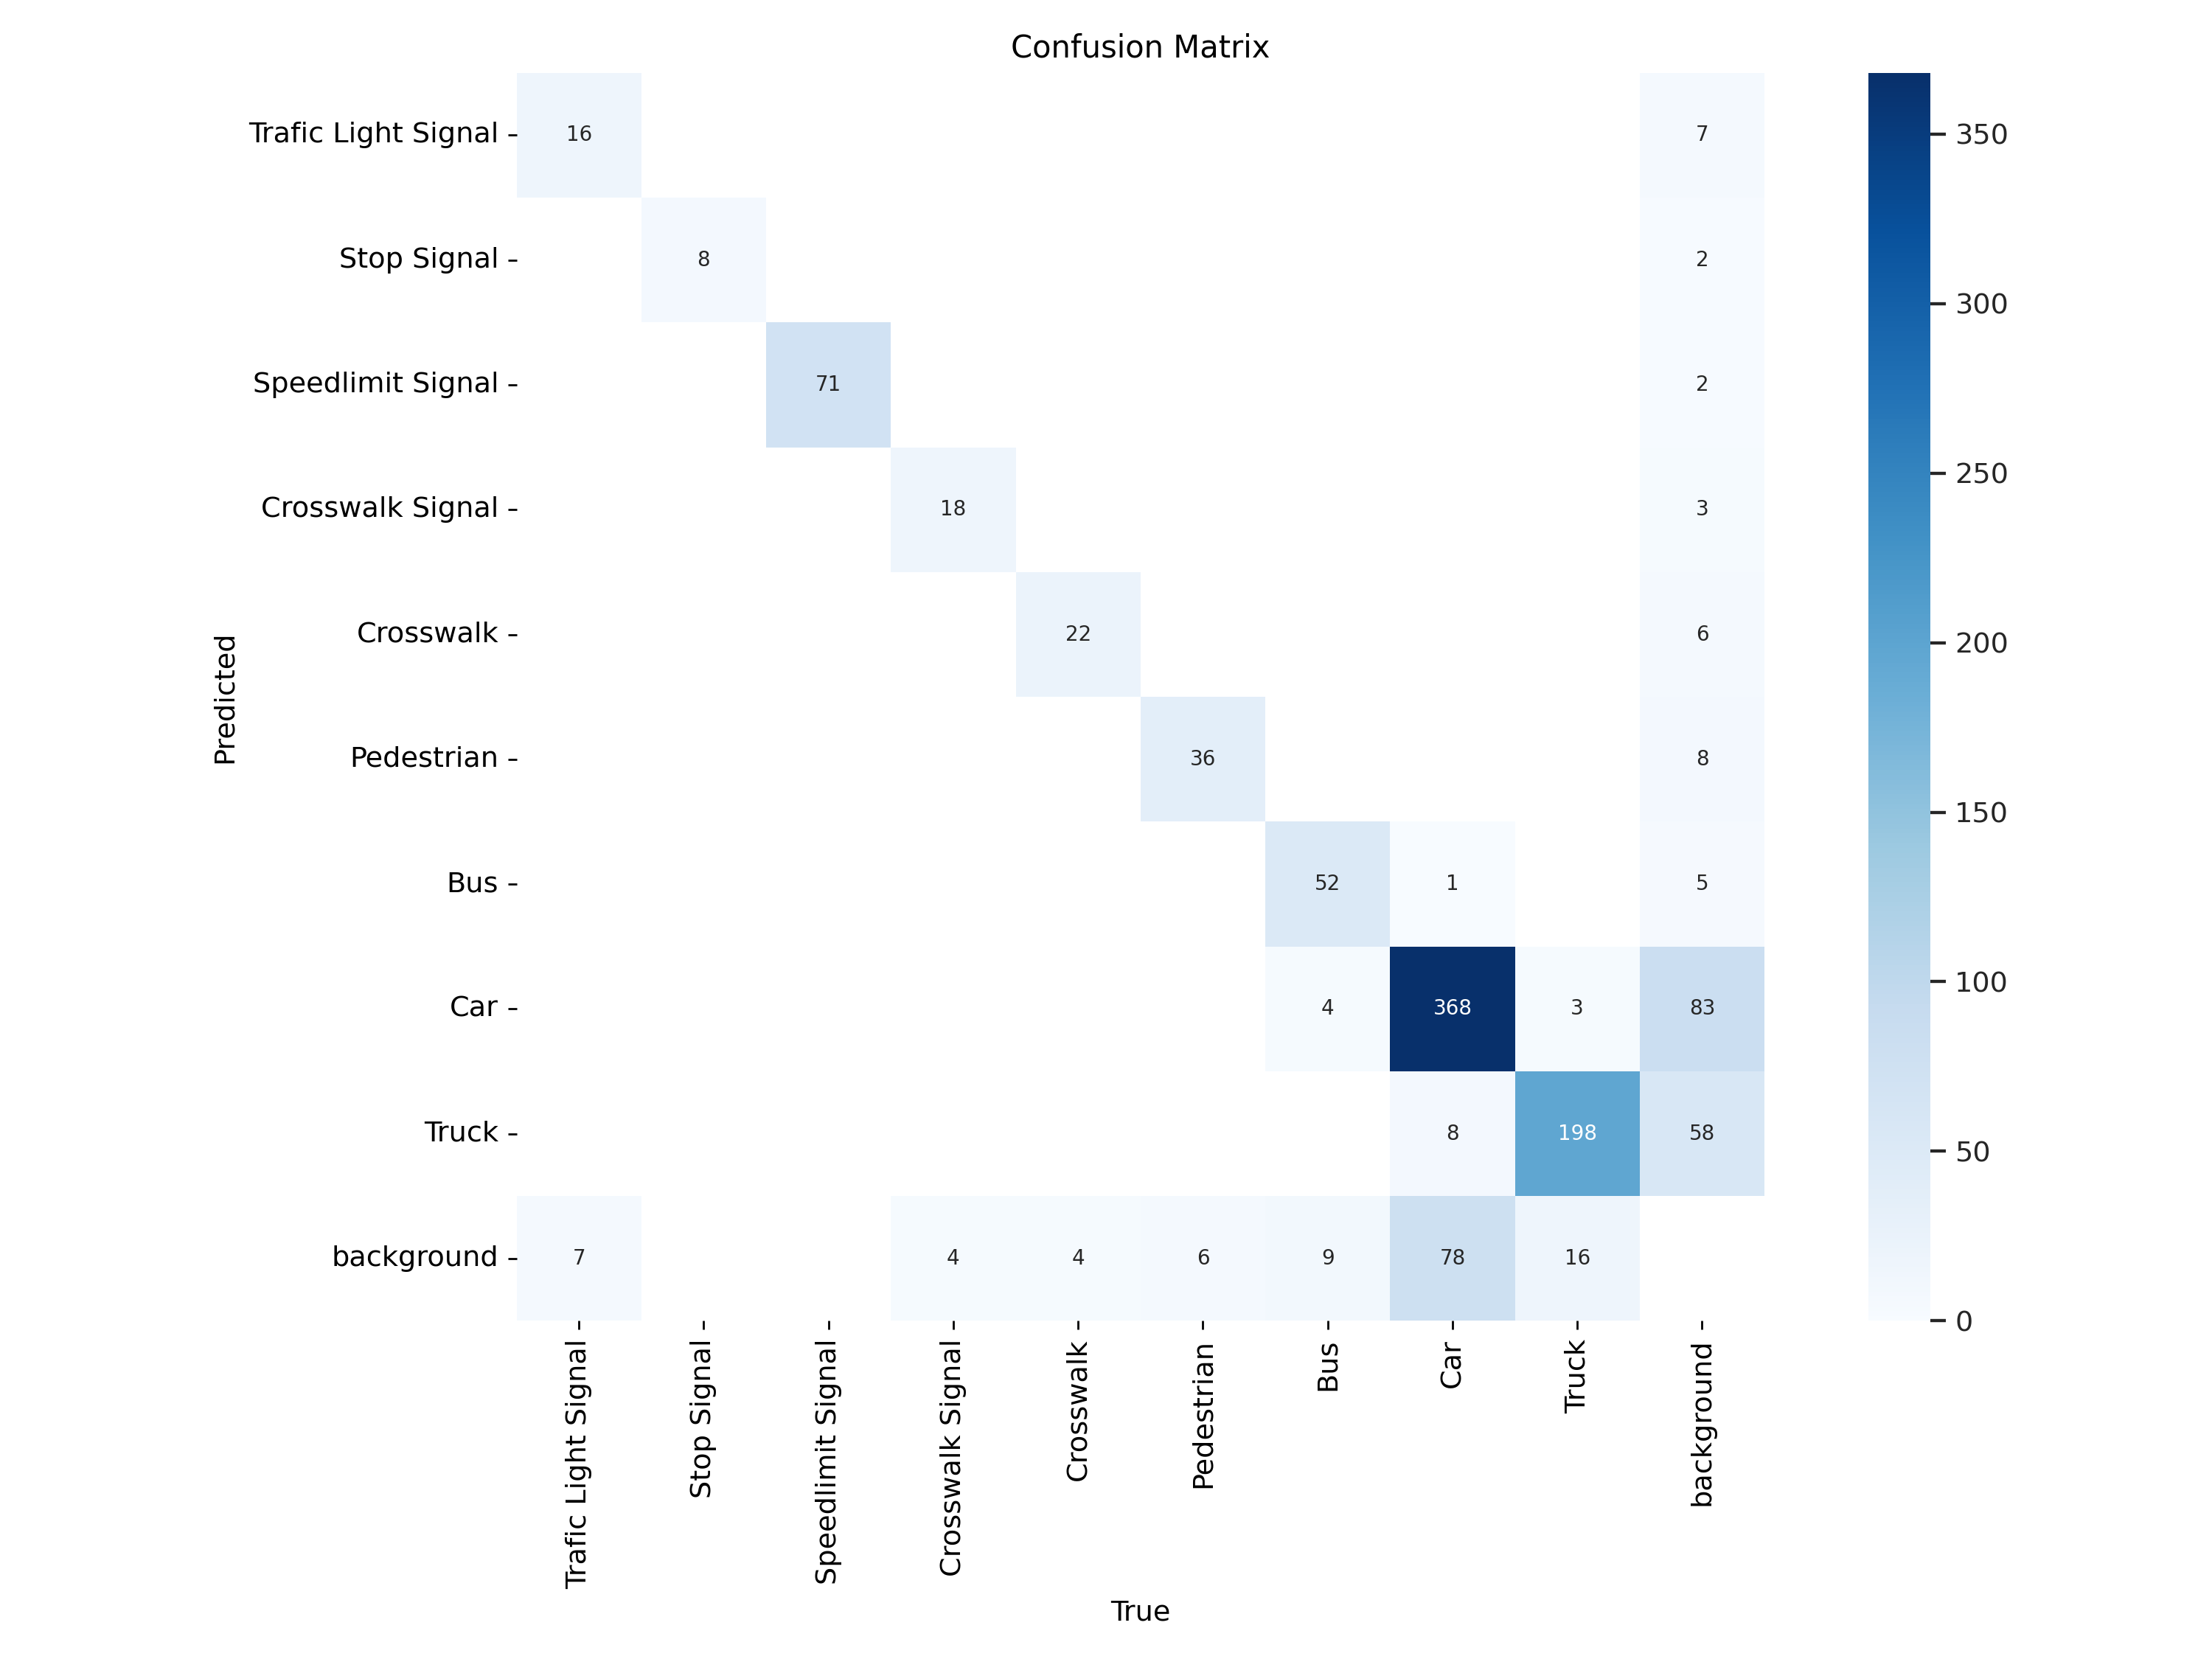 Confusion Matrix
Trafic Light Signal 16 7
Stop Signal 8 2
Speedlimit Signal 71 2
Crosswalk Signal 18 3
Crosswalk 22 6
Pedestrian 36 8
Bus 52 1 5
Car 4 368 3 83
Truck 8 198 58
background 7 4 4 6 9 78 16
Predicted
Trafic Light Signal
Stop Signal
Speedlimit Signal
Crosswalk Signal
Crosswalk
Pedestrian
Bus
Car
Truck
background
True
350
300
250
200
150
100
50
0